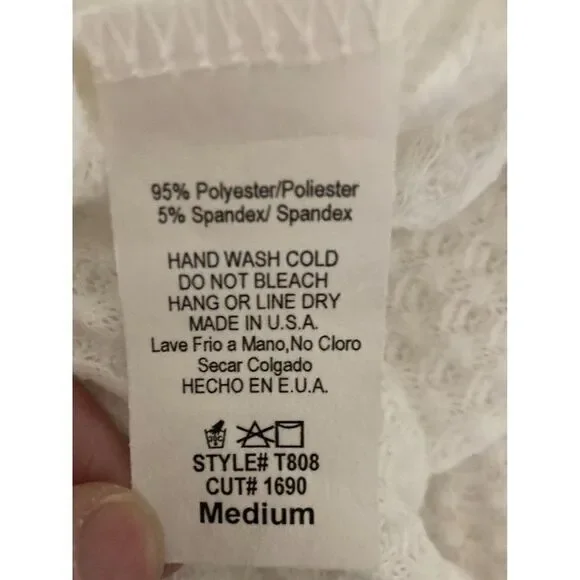 95% Polyester/Poliester
5% Spandex/ Spandex
HAND WASH COLD
DO NOT BLEACH
HANG OR LINE DRY
MADE IN U.S.A.
Lave Frio a Mano,No Cloro
Secar Colgado
HECHO EN E.U.A.
STYLE# T808
CUT# 1690
Medium